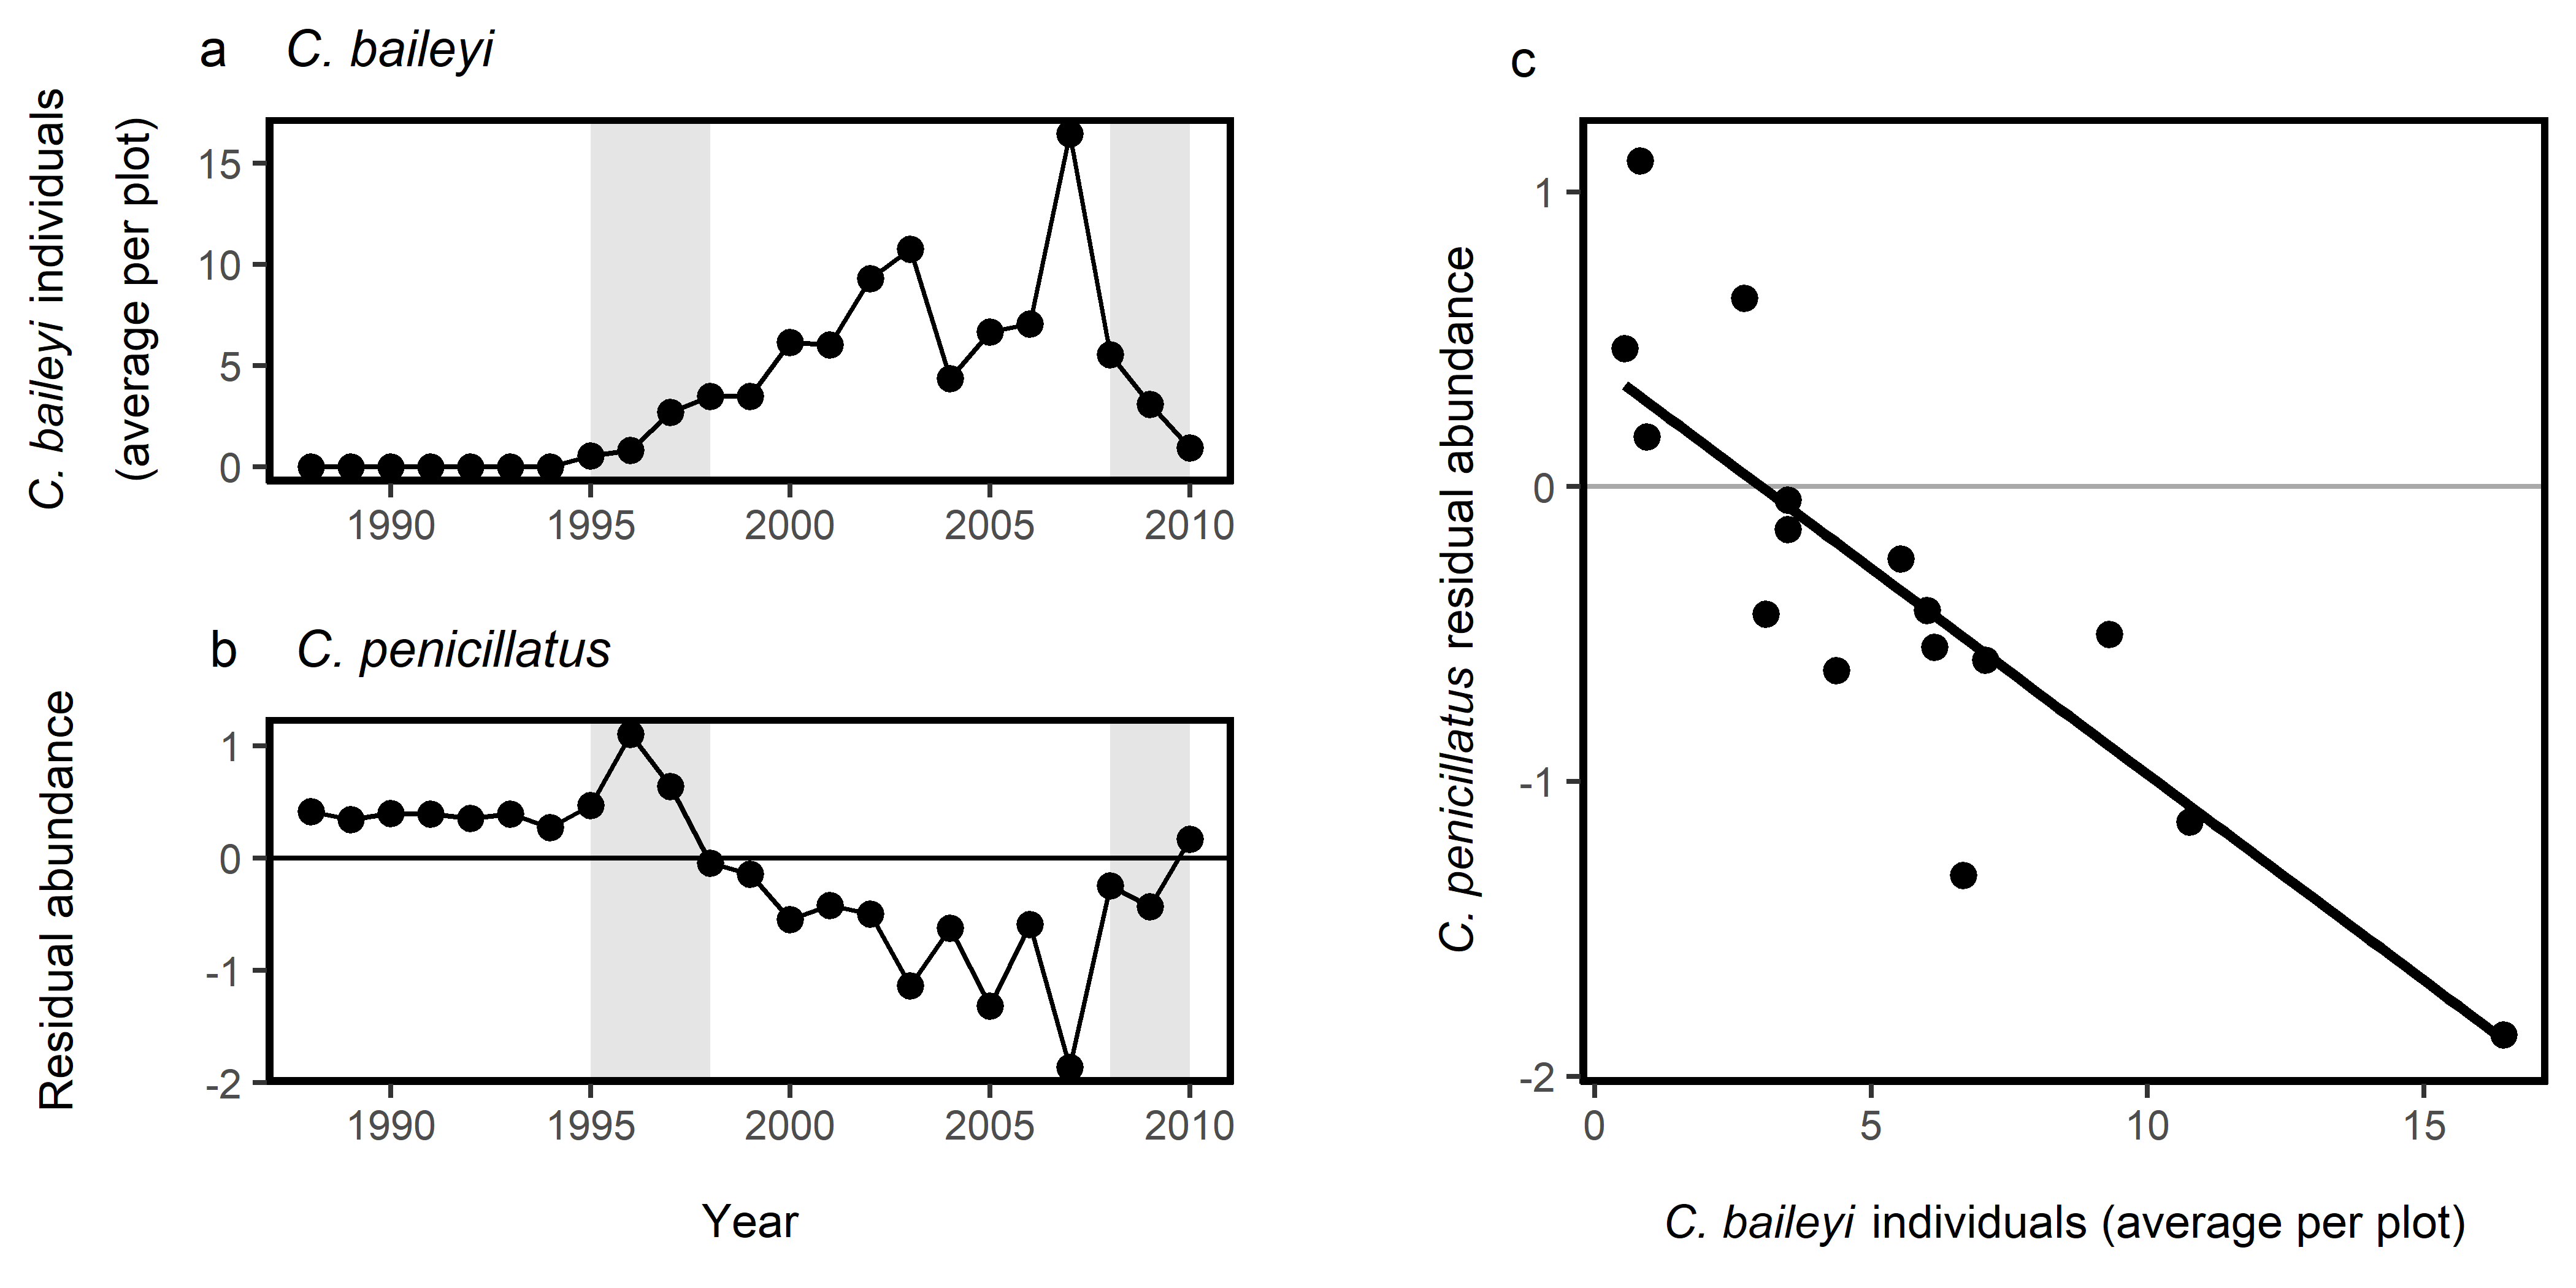 a C. baileyi
C. baileyi individuals
(average per plot)
15
10
5
0
1990 1995 2000 2005 2010
b C. penicillatus
Residual abundance
1
0
-1
-2
1990 1995 2000 2005 2010
Year
c
C. penicillatus residual abundance
1
0
-1
-2
0 5 10 15
C. baileyi individuals (average per plot)